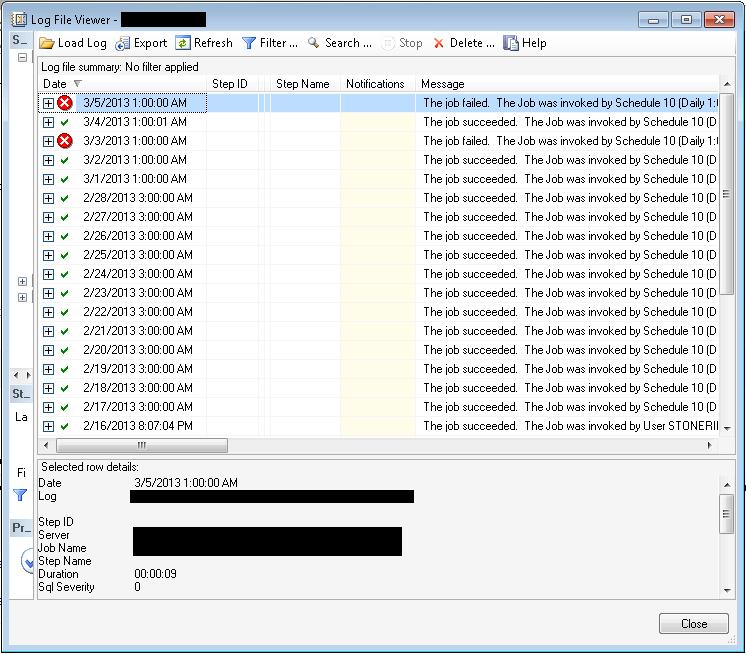 Log File Viewer -
S...
Load Log Export Refresh Filter ... Search ... Stop Delete ... Help
Log file summary: No filter applied
Date Step ID Step Name Notifications Message
3/5/2013 1:00:00 AM The job failed. The Job was invoked by Schedule 10 (Daily 1:0
3/4/2013 1:00:01 AM The job succeeded. The Job was invoked by Schedule 10 (D
3/3/2013 1:00:00 AM The job failed. The Job was invoked by Schedule 10 (Daily 1:0
3/2/2013 1:00:00 AM The job succeeded. The Job was invoked by Schedule 10 (D
3/1/2013 1:00:00 AM The job succeeded. The Job was invoked by Schedule 10 (D
2/28/2013 3:00:00 AM The job succeeded. The Job was invoked by Schedule 10 (D
2/27/2013 3:00:00 AM The job succeeded. The Job was invoked by Schedule 10 (D
2/26/2013 3:00:00 AM The job succeeded. The Job was invoked by Schedule 10 (D
2/25/2013 3:00:00 AM The job succeeded. The Job was invoked by Schedule 10 (D
2/24/2013 3:00:00 AM The job succeeded. The Job was invoked by Schedule 10 (D
2/23/2013 3:00:00 AM The job succeeded. The Job was invoked by Schedule 10 (D
2/22/2013 3:00:00 AM The job succeeded. The Job was invoked by Schedule 10 (D
2/21/2013 3:00:00 AM The job succeeded. The Job was invoked by Schedule 10 (D
2/20/2013 3:00:00 AM The job succeeded. The Job was invoked by Schedule 10 (D
2/19/2013 3:00:00 AM The job succeeded. The Job was invoked by Schedule 10 (D
2/18/2013 3:00:00 AM The job succeeded. The Job was invoked by Schedule 10 (D
2/17/2013 3:00:00 AM The job succeeded. The Job was invoked by Schedule 10 (D
2/16/2013 8:07:04 PM The job succeeded. The Job was invoked by User STONERI
St...
La
Fi
Pr...
Selected row details:
Date 3/5/2013 1:00:00 AM
Log
Step ID
Server
Job Name
Step Name
Duration 00:00:09
Sql Severity 0
Close